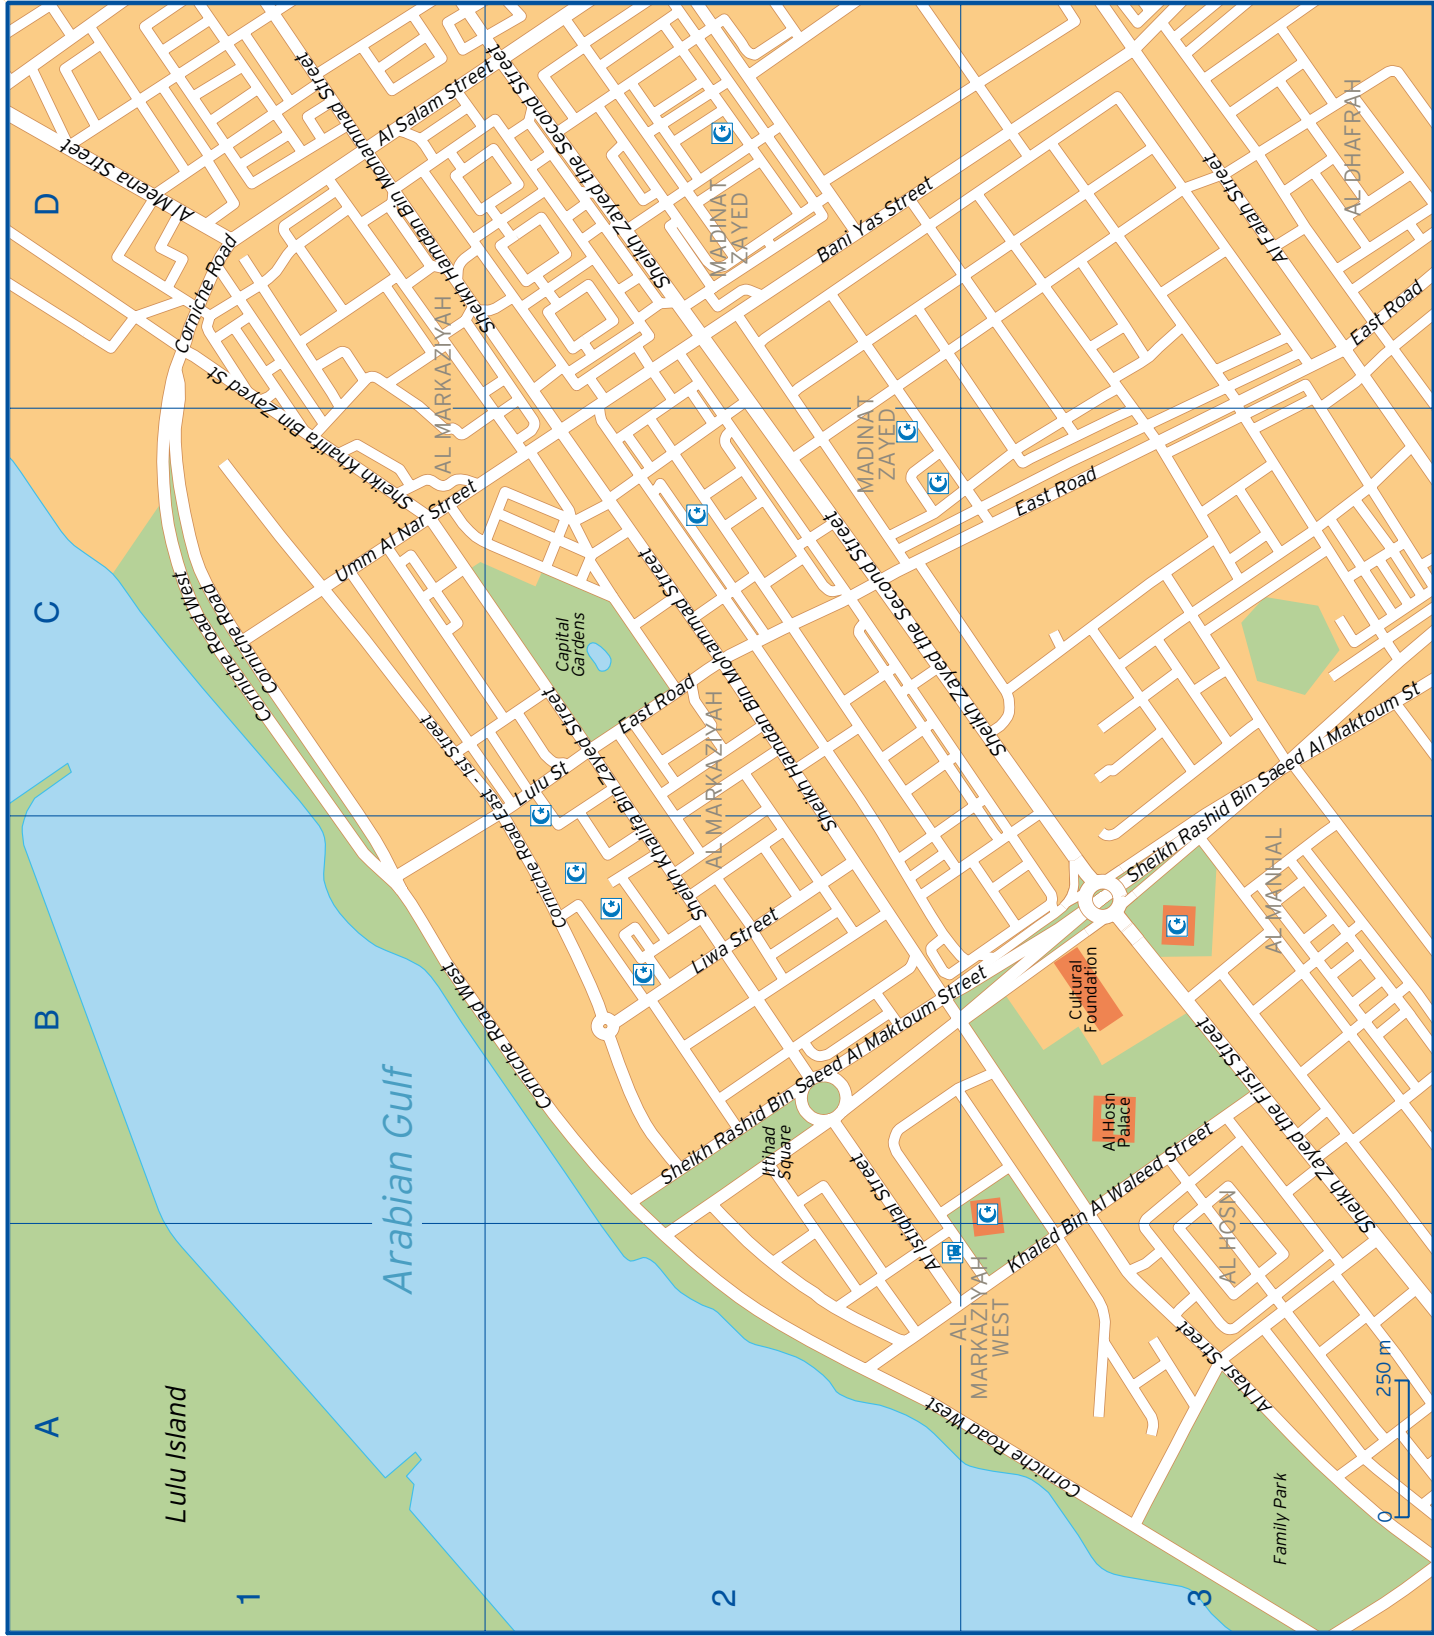 A
B
C
D
1
2
3
Lulu Island
Arabian Gulf
Al Meena Street
Corniche Road
Sheikh Hamdan Bin Mohammad Street
Al Salam Street
Sheikh Zayed the Second Street
AL MARKAZIYAH
MADINAT
ZAYED
Bani Yas Street
Al Falah Street
AL DHAFRAH
East Road
Sheikh Khalifa Bin Zayed St
Umm Al Nar Street
Corniche Road West
Corniche Road
Corniche Road East - Ist Street
Capital
Gardens
East Road
Lulu St
Sheikh Khalifa Bin Zayed Street
AL MARKAZIYAH
Sheikh Hamdan Bin Mohammad Street
MADINAT
ZAYED
East Road
Sheikh Zayed the Second Street
Sheikh Rashid Bin Saeed Al Maktoum St
Corniche Road West
Liwa Street
Sheikh Rashid Bin Saeed Al Maktoum Street
Ittihad
Square
Cultural
Foundation
AL MANHAL
Al Hosn
Palace
Al Istiqlal Street
Khaled Bin Al Waleed Street
Sheikh Zayed the First Street
AL HOSN
AL
MARKAZIYAH
WEST
Corniche Road West
Al Nasr Street
Family Park
0
250 m